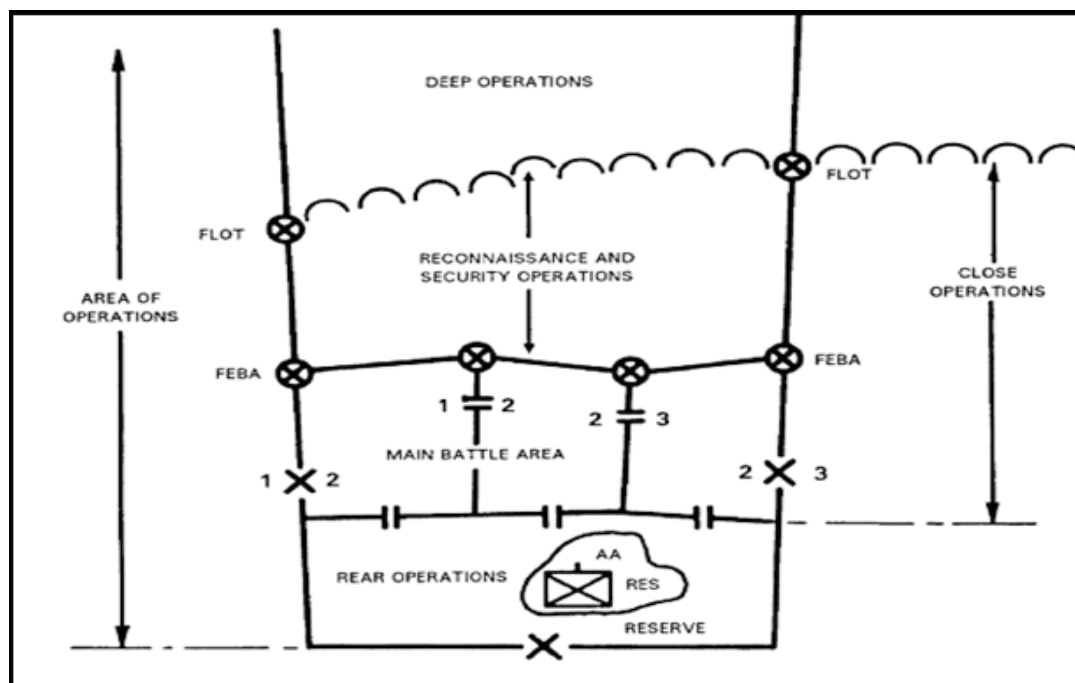 DEEP OPERATIONS
FLOT
FLOT
RECONNAISSANCE AND
SECURITY OPERATIONS
CLOSE
OPERATIONS
AREA OF
OPERATIONS
FEBA
FEBA
1 2
2 3
MAIN BATTLE AREA
1 2
2 3
AA
REAR OPERATIONS
RES
RESERVE